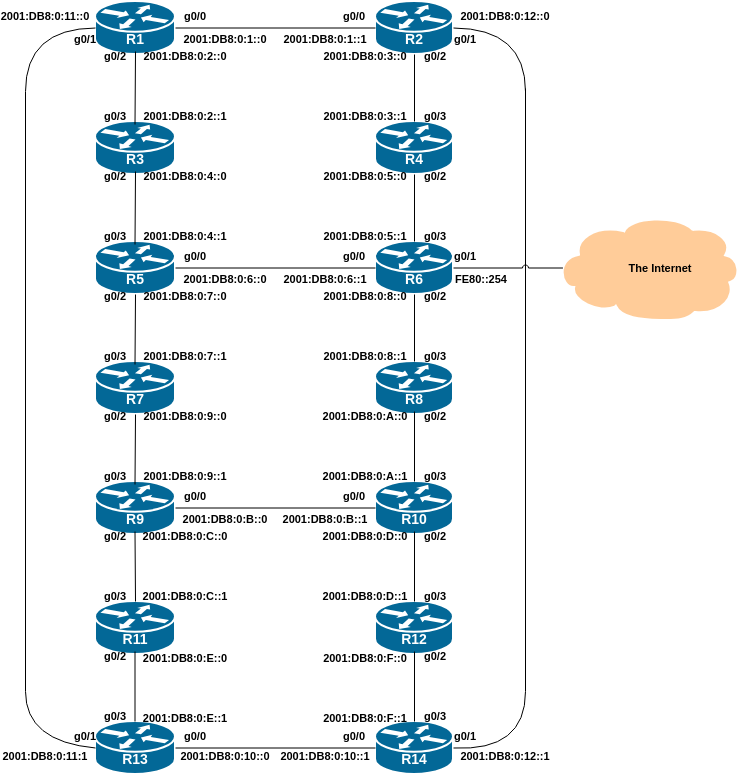 2001:DB8:0:11::0 g0/0 g0/0 2001:DB8:0:12::0
g0/1 R1 2001:DB8:0:1::0 2001:DB8:0:1::1 R2 g0/1
g0/2 2001:DB8:0:2::0 2001:DB8:0:3::0 g0/2
g0/3 2001:DB8:0:2::1 2001:DB8:0:3::1 g0/3
R3 R4
g0/2 2001:DB8:0:4::0 2001:DB8:0:5::0 g0/2
g0/3 2001:DB8:0:4::1 2001:DB8:0:5::1 g0/3
g0/0 g0/0 g0/1
The Internet
R5 2001:DB8:0:6::0 2001:DB8:0:6::1 R6 FE80::254
g0/2 2001:DB8:0:7::0 2001:DB8:0:8::0 g0/2
g0/3 2001:DB8:0:7::1 2001:DB8:0:8::1 g0/3
R7 R8
g0/2 2001:DB8:0:9::0 2001:DB8:0:A::0 g0/2
g0/3 2001:DB8:0:9::1 2001:DB8:0:A::1 g0/3
g0/0 g0/0
R9 2001:DB8:0:B::0 2001:DB8:0:B::1 R10
g0/2 2001:DB8:0:C::0 2001:DB8:0:D::0 g0/2
g0/3 2001:DB8:0:C::1 2001:DB8:0:D::1 g0/3
R11 R12
g0/2 2001:DB8:0:E::0 2001:DB8:0:F::0 g0/2
g0/3 2001:DB8:0:E::1 2001:DB8:0:F::1 g0/3
g0/1 g0/0 g0/0 g0/1
2001:DB8:0:11:1 R13 2001:DB8:0:10::0 2001:DB8:0:10::1 R14 2001:DB8:0:12::1